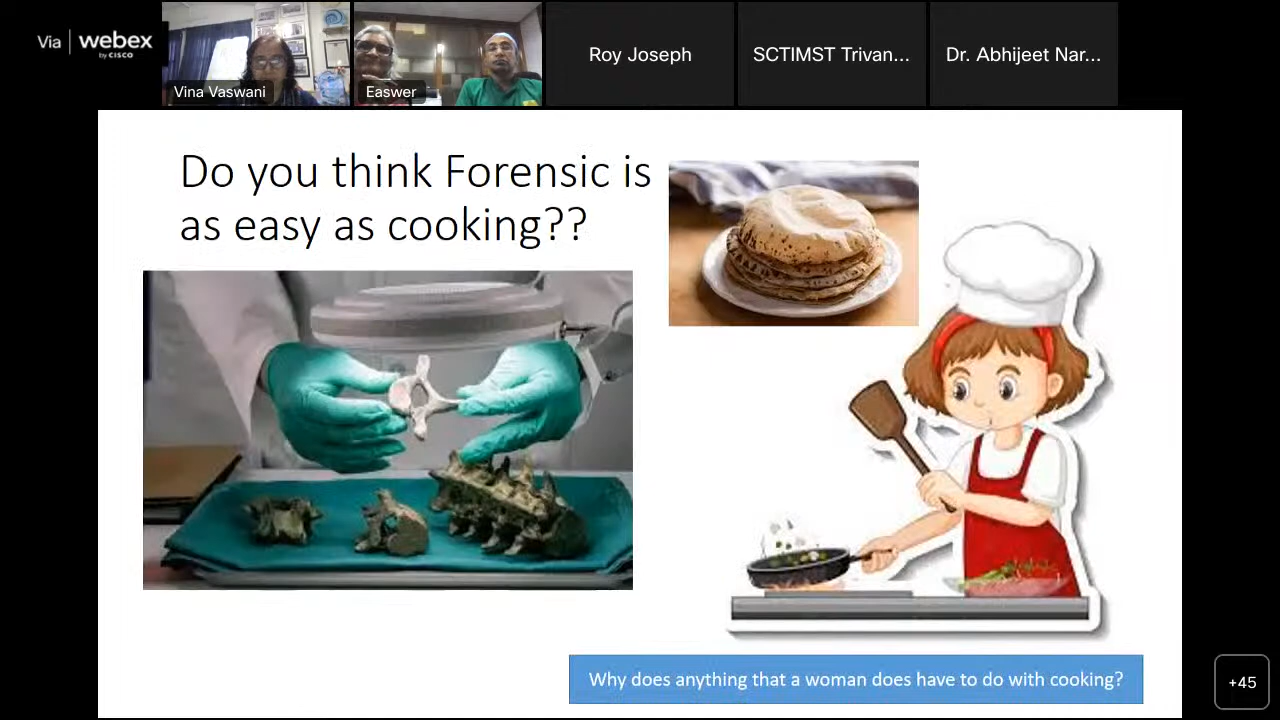 Via | webex
by CISCO
Vina Vaswani
Easwer
Roy Joseph
SCTIMST Trivan...
Dr. Abhijeet Nar...
Do you think Forensic is
as easy as cooking??
Why does anything that a woman does have to do with cooking?
+45